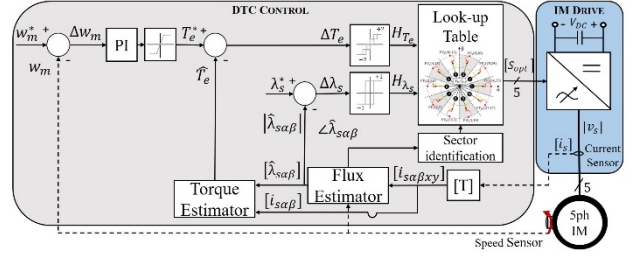 DTC CONTROL
IM DRIVE
w*m
Δwm
PI
T*e
ΔTe
HTe
Look-up
Table
VDC
wm
T̂e
λ*s
Δλs
Hλs
[sopt]
5
|λ̂sαβ|
∠λ̂sαβ
Sector
identification
|vs|
[is]
Current
Sensor
[λ̂sαβ]
[isαβxy]
[T]
Torque
Estimator
Flux
Estimator
[isαβ]
5
5ph
IM
Speed Sensor